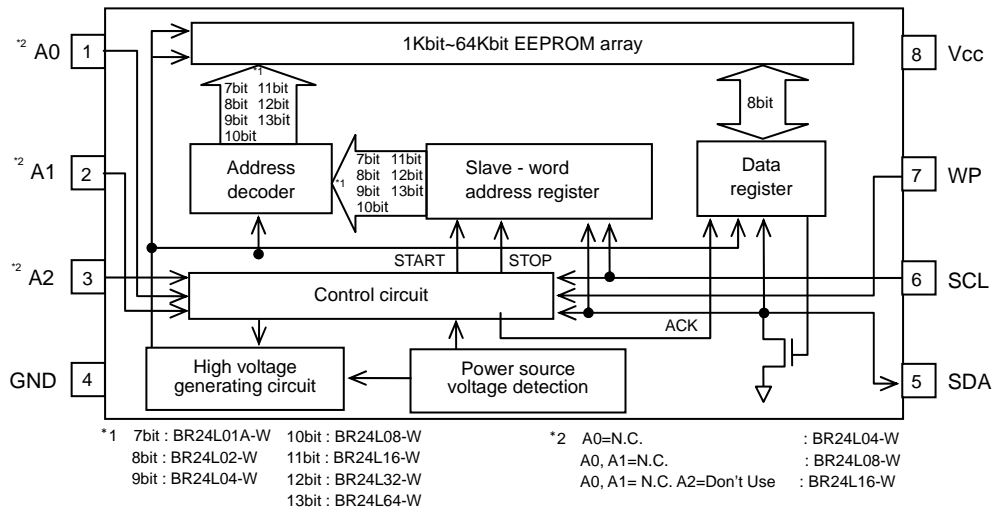 1Kbit~64Kbit EEPROM array
*2 A0 1
8 Vcc
*1
7bit 11bit
8bit 12bit
9bit 13bit
10bit
8bit
*2 A1 2
Address
decoder
*1
7bit 11bit
8bit 12bit
9bit 13bit
10bit
Slave - word
address register
Data
register
7 WP
START STOP
*2 A2 3
Control circuit
6 SCL
ACK
GND 4
High voltage
generating circuit
Power source
voltage detection
5 SDA
*1 7bit : BR24L01A-W 10bit : BR24L08-W
8bit : BR24L02-W 11bit : BR24L16-W
9bit : BR24L04-W 12bit : BR24L32-W
13bit : BR24L64-W
*2 A0=N.C. : BR24L04-W
A0, A1=N.C. : BR24L08-W
A0, A1= N.C. A2=Don't Use : BR24L16-W